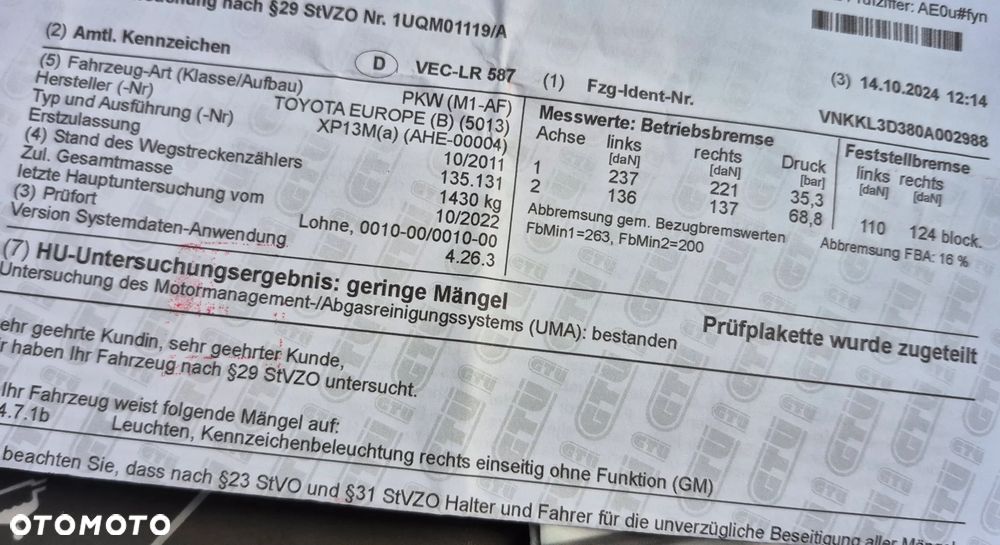 nach §29 StVZO Nr. 1UQM01119/A
AE0u#fyn
(2) Amtl. Kennzeichen
D VEC-LR 587
(1) Fzg-Ident-Nr.
(3) 14.10.2024 12:14
VNKKL3D380A002988
(5) Fahrzeug-Art (Klasse/Aufbau) PKW (M1-AF)
Hersteller (-Nr) TOYOTA EUROPE (B) (5013)
Typ und Ausführung (-Nr) XP13M(a) (AHE-00004)
Erstzulassung 10/2011
(4) Stand des Wegstreckenzählers 135.131
Zul. Gesamtmasse 1430 kg
letzte Hauptuntersuchung vom 10/2022
(3) Prüfort Lohne, 0010-00/0010-00
Version Systemdaten-Anwendung 4.26.3
Messwerte: Betriebsbremse
Achse links rechts Druck
[daN] [daN] [bar]
1 237 221 35,3
2 136 137 68,8
Abbremsung gem. Bezugbremswerten
FbMin1=263, FbMin2=200
Feststellbremse
links rechts
[daN] [daN]
110 124 block.
Abbremsung FBA: 16 %
(7) HU-Untersuchungsergebnis: geringe Mängel
Prüfplakette wurde zugeteilt
Untersuchung des Motormanagement-/Abgasreinigungssystems (UMA): bestanden
ehr geehrte Kundin, sehr geehrter Kunde,
r haben Ihr Fahrzeug nach §29 StVZO untersucht.
Ihr Fahrzeug weist folgende Mängel auf:
4.7.1b Leuchten, Kennzeichenbeleuchtung rechts einseitig ohne Funktion (GM)
beachten Sie, dass nach §23 StVO und §31 StVZO Halter und Fahrer für die unverzügliche Beseitigung aller
OTOMOTO